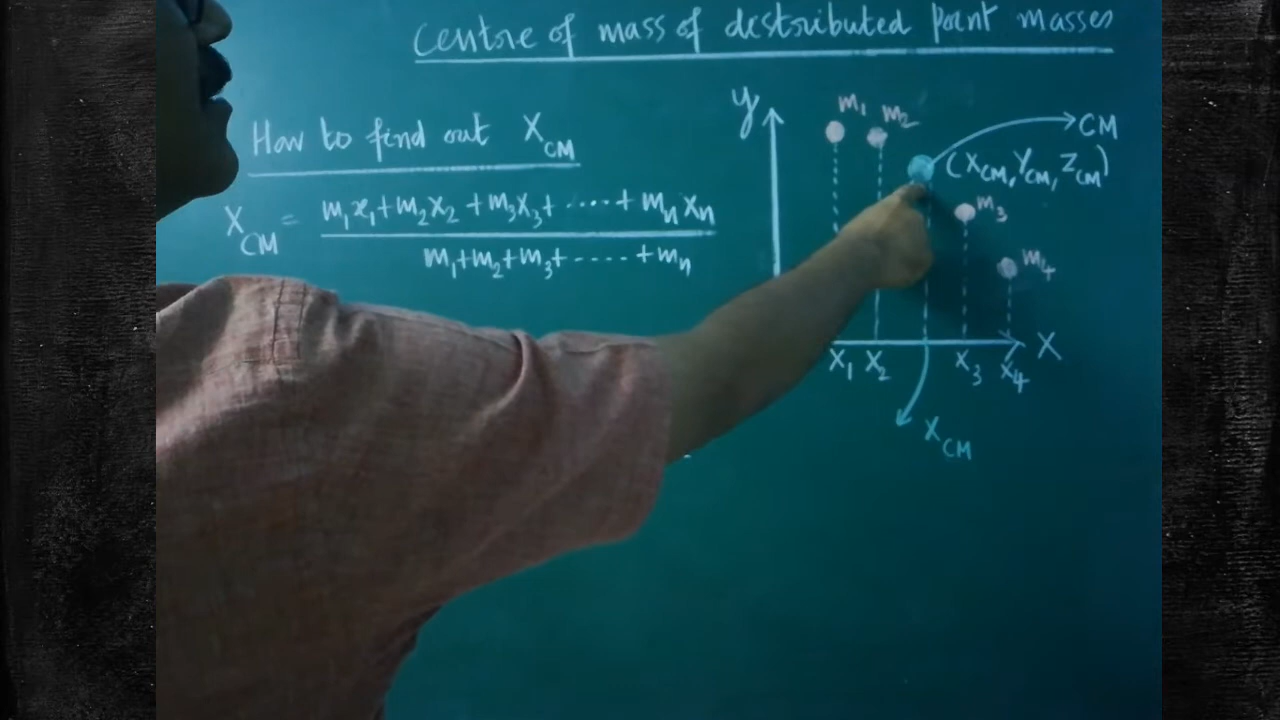 Centre of mass of destributed point masses
How to find out X_CM
X_CM = m₁x₁+m₂x₂+m₃x₃+.....+mₙxₙ
m₁+m₂+m₃+.....+mₙ
y
m₁
m₂
CM
(X_CM, Y_CM, Z_CM)
m₃
m₄
X₁ X₂ X₃ X₄ X
X_CM